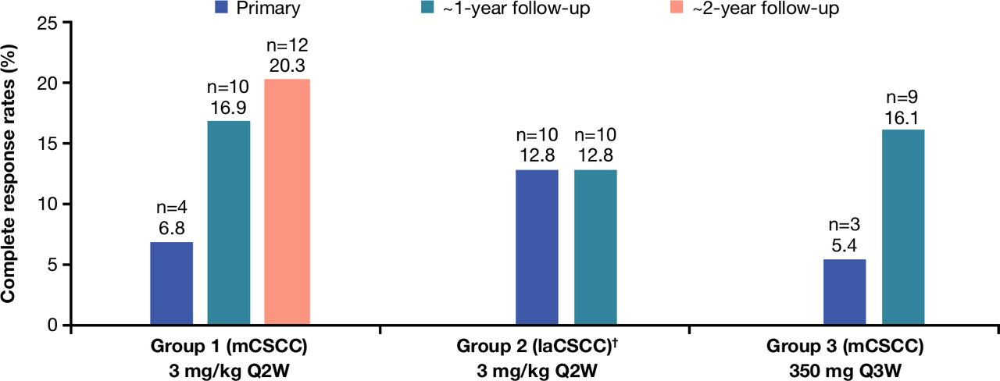 Primary
~1-year follow-up
~2-year follow-up
Complete response rates (%)
25
20
15
10
5
0
n=4
6.8
n=10
16.9
n=12
20.3
n=10
12.8
n=10
12.8
n=3
5.4
n=9
16.1
Group 1 (mCSCC)
3 mg/kg Q2W
Group 2 (laCSCC)†
3 mg/kg Q2W
Group 3 (mCSCC)
350 mg Q3W